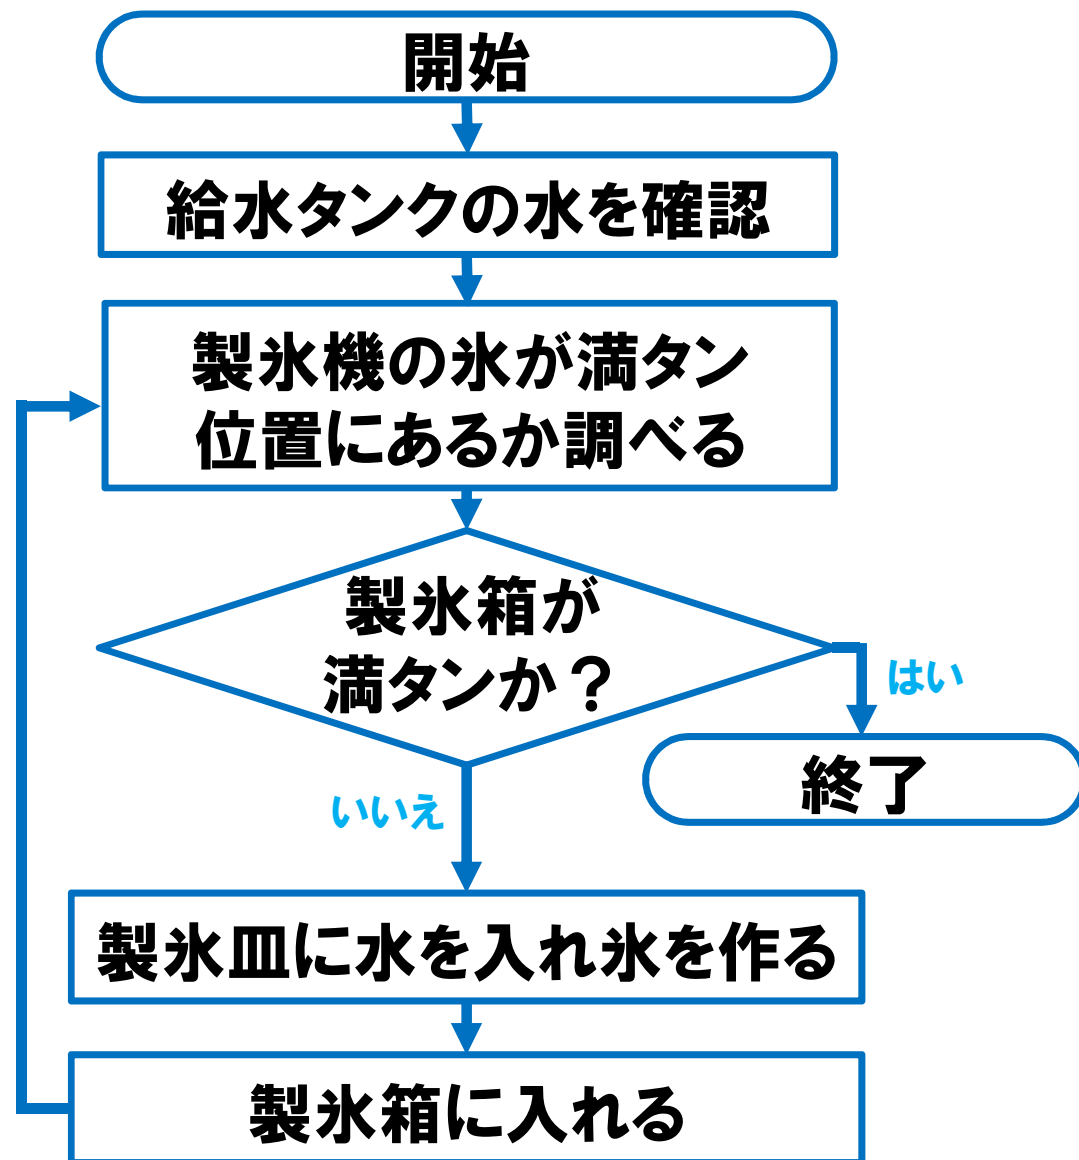 開始
給水タンクの水を確認
製氷機の氷が満タン
位置にあるか調べる
製氷箱が
満タンか？
はい
終了
いいえ
製氷皿に水を入れ氷を作る
製氷箱に入れる